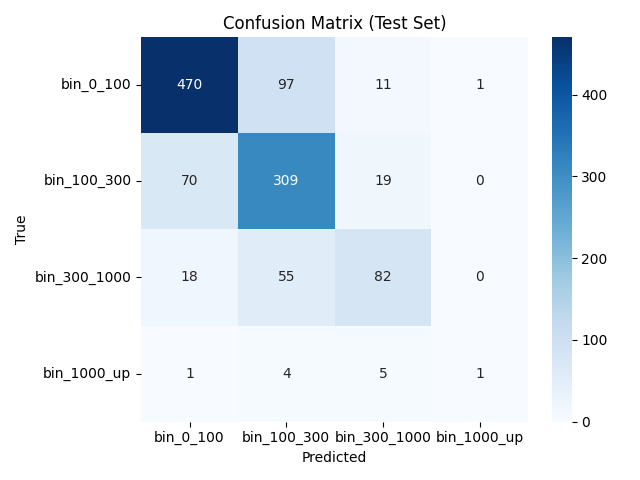 Confusion Matrix (Test Set)
True
bin_0_100
470 97 11 1
bin_100_300
70 309 19 0
bin_300_1000
18 55 82 0
bin_1000_up
1 4 5 1
bin_0_100 bin_100_300 bin_300_1000 bin_1000_up
Predicted
400
300
200
100
0